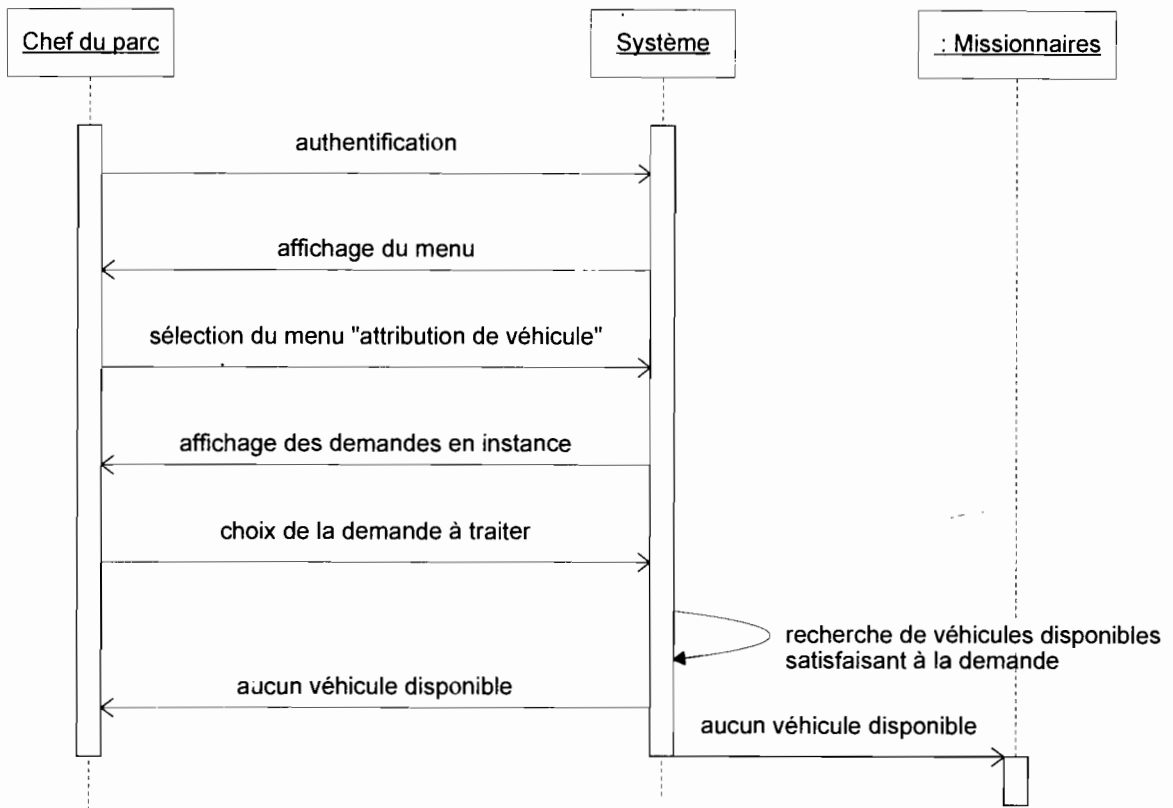 Chef du parc
Système
: Missionnaires
authentification
affichage du menu
sélection du menu "attribution de véhicule"
affichage des demandes en instance
choix de la demande à traiter
recherche de véhicules disponibles
satisfaisant à la demande
aucun véhicule disponible
aucun véhicule disponible